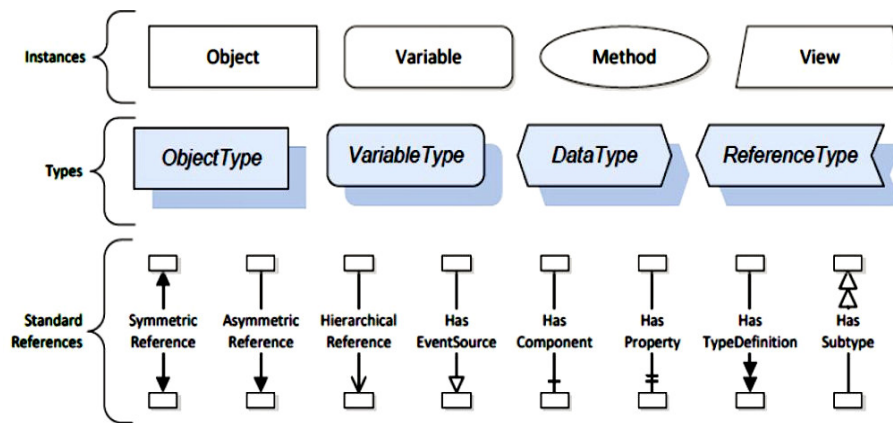 Instances
Object
Variable
Method
View
Types
ObjectType
VariableType
DataType
ReferenceType
Standard
References
Symmetric
Reference
Asymmetric
Reference
Hierarchical
Reference
Has
EventSource
Has
Component
Has
Property
Has
TypeDefinition
Has
Subtype